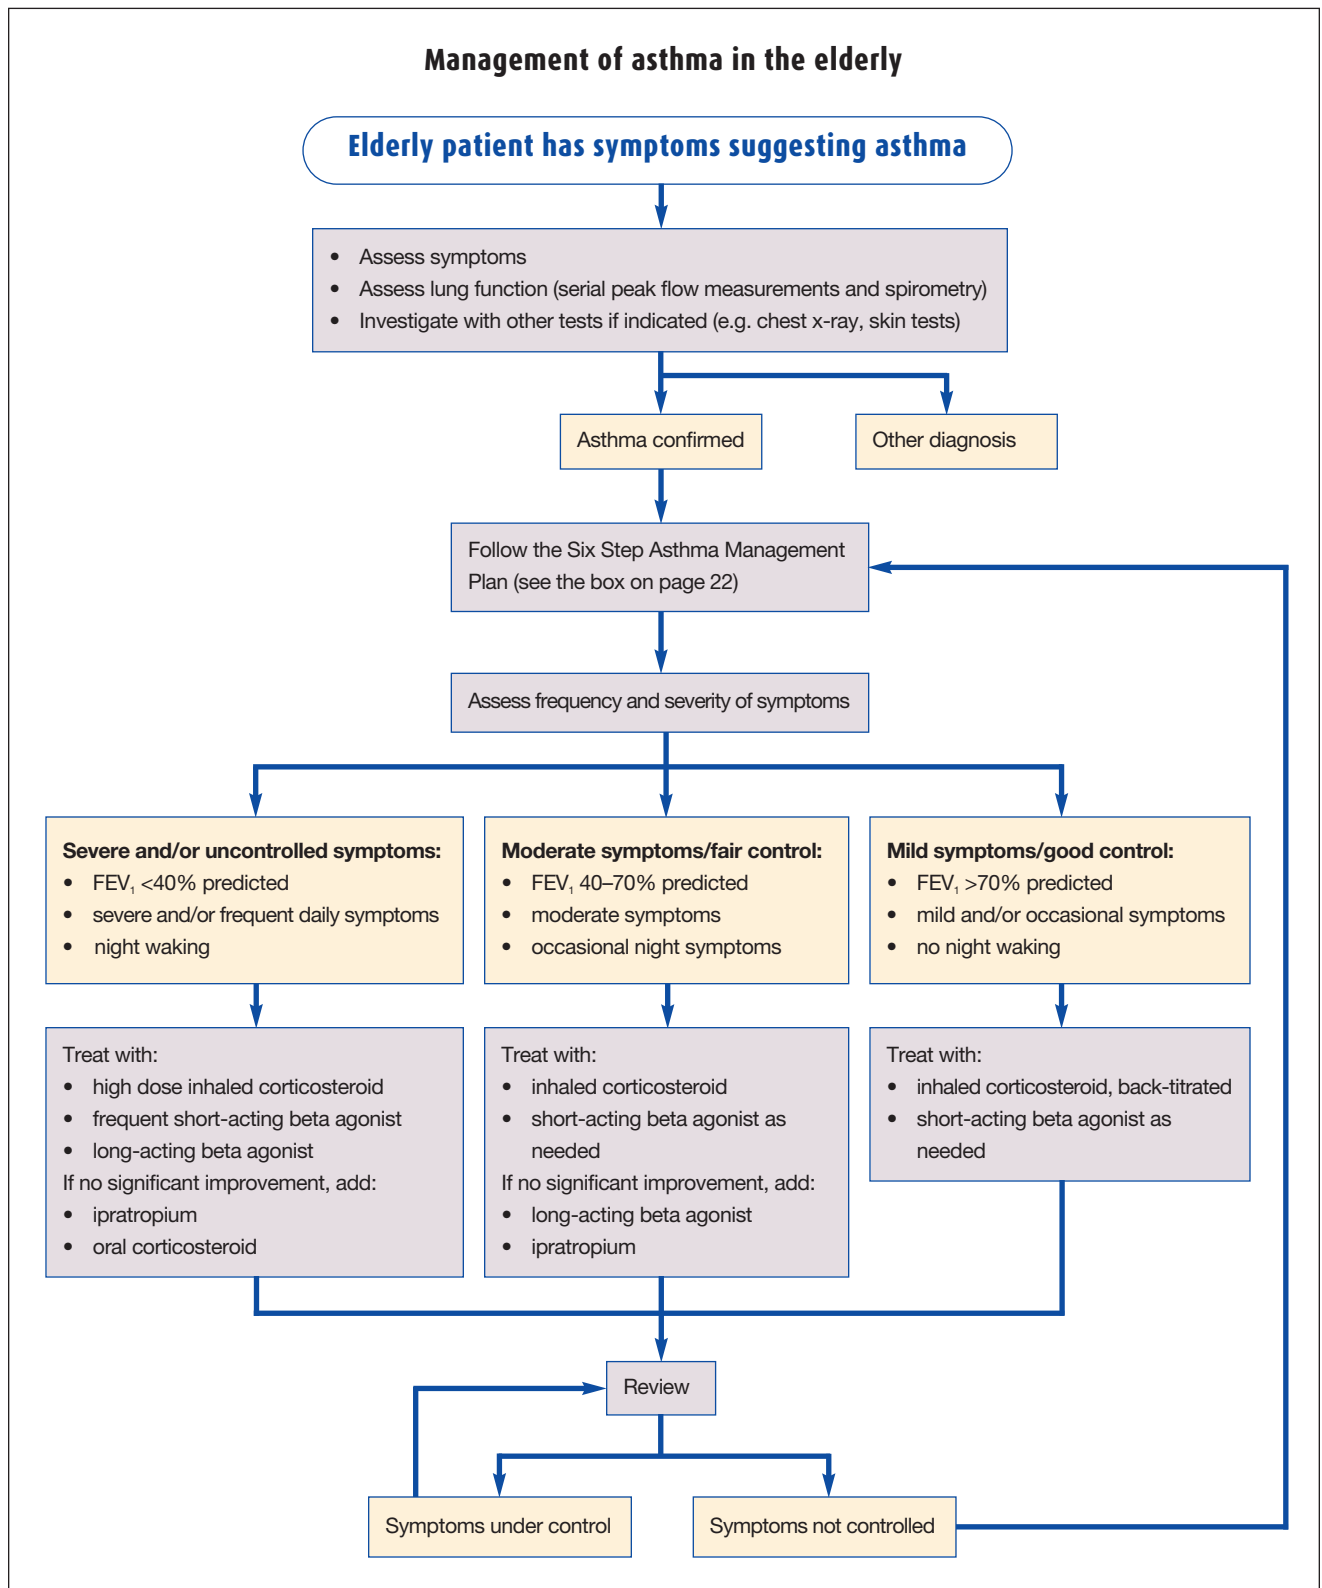 Management of asthma in the elderly
Elderly patient has symptoms suggesting asthma
• Assess symptoms
• Assess lung function (serial peak flow measurements and spirometry)
• Investigate with other tests if indicated (e.g. chest x-ray, skin tests)
Asthma confirmed
Other diagnosis
Follow the Six Step Asthma Management
Plan (see the box on page 22)
Assess frequency and severity of symptoms
Severe and/or uncontrolled symptoms:
• FEV₁ <40% predicted
• severe and/or frequent daily symptoms
• night waking
Moderate symptoms/fair control:
• FEV₁ 40–70% predicted
• moderate symptoms
• occasional night symptoms
Mild symptoms/good control:
• FEV₁ >70% predicted
• mild and/or occasional symptoms
• no night waking
Treat with:
• high dose inhaled corticosteroid
• frequent short-acting beta agonist
• long-acting beta agonist
If no significant improvement, add:
• ipratropium
• oral corticosteroid
Treat with:
• inhaled corticosteroid
• short-acting beta agonist as
needed
If no significant improvement, add:
• long-acting beta agonist
• ipratropium
Treat with:
• inhaled corticosteroid, back-titrated
• short-acting beta agonist as
needed
Review
Symptoms under control
Symptoms not controlled